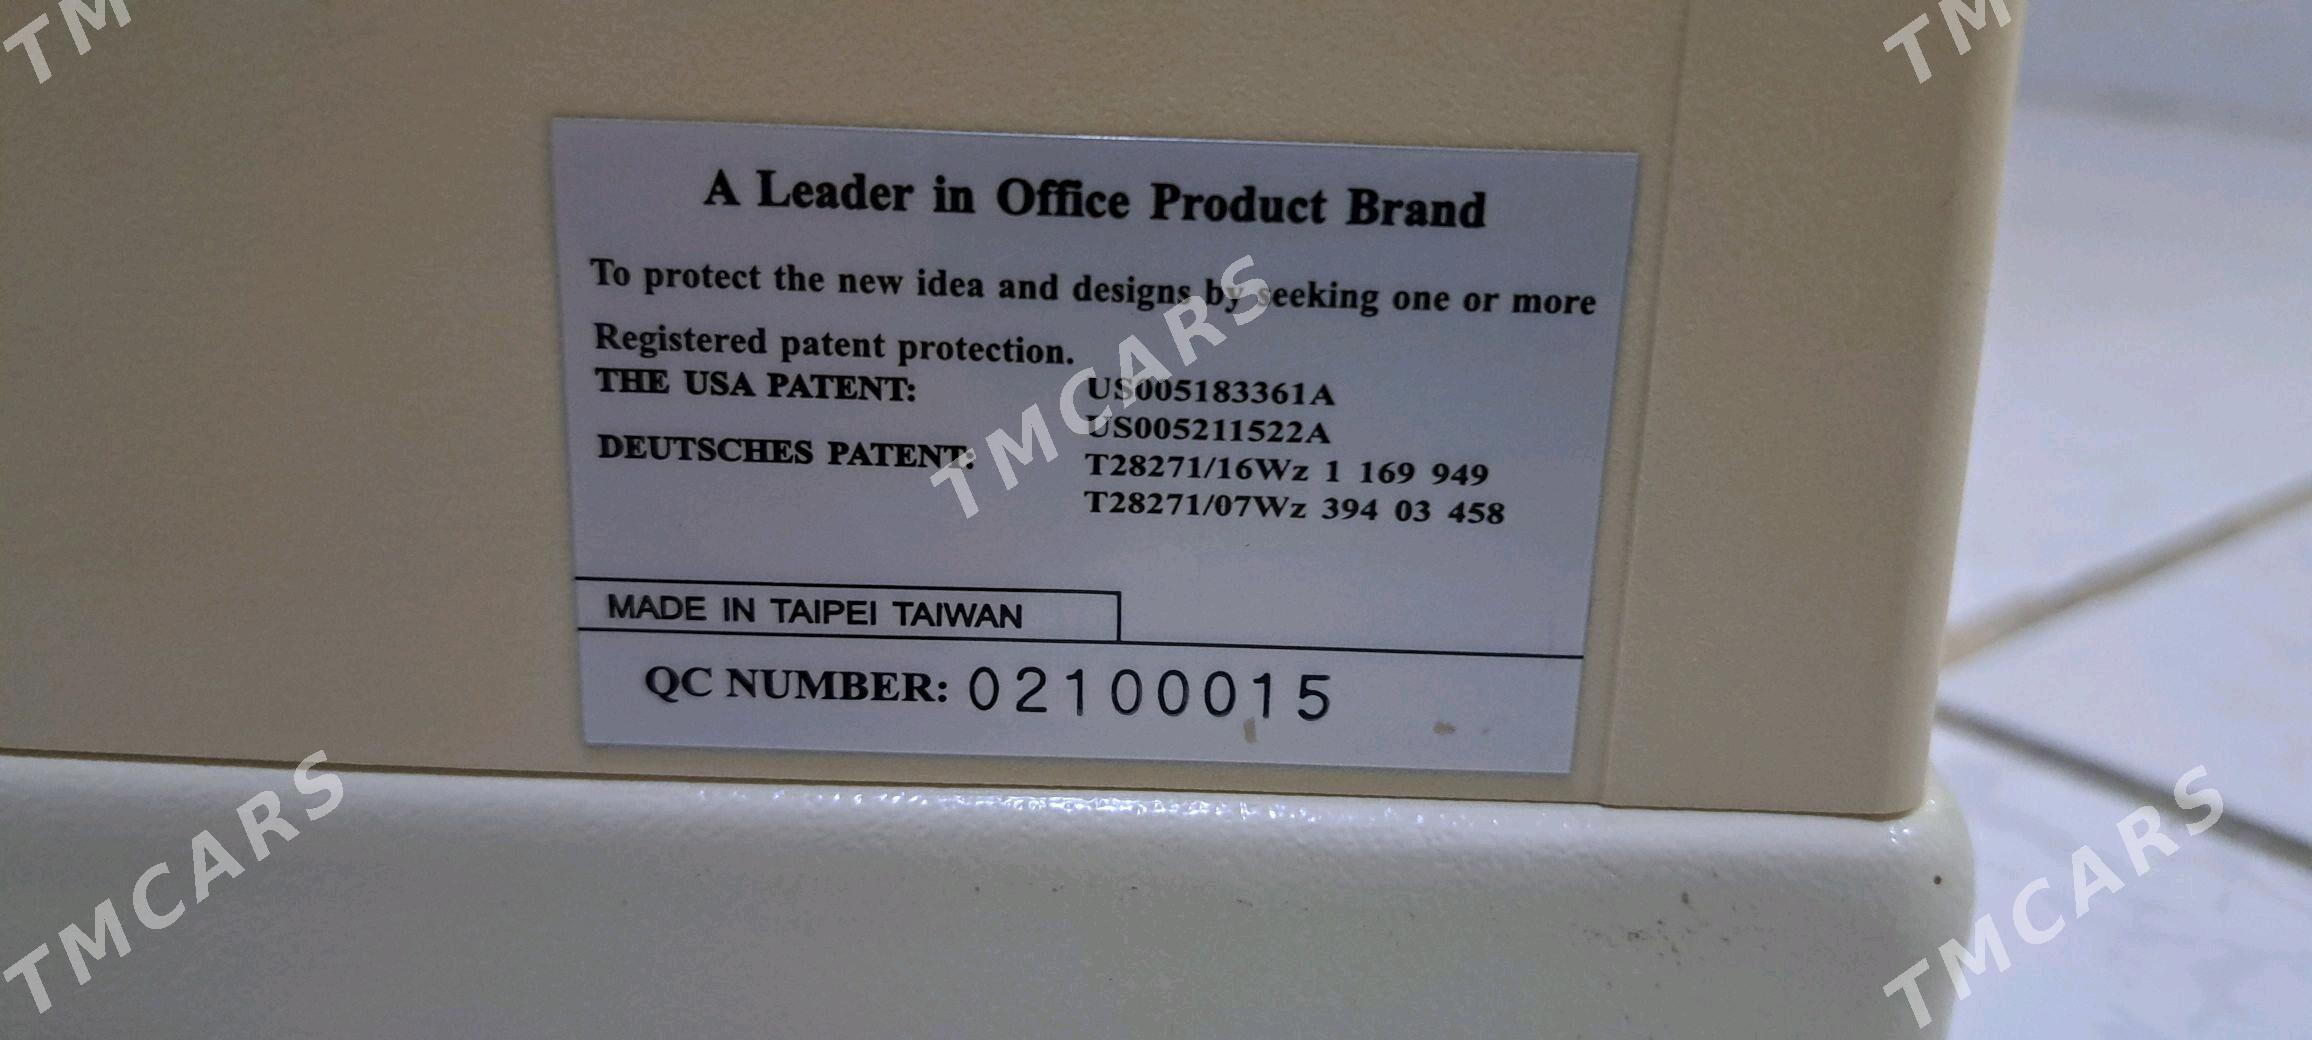 TMCARS
A Leader in Office Product Brand
To protect the new idea and designs by seeking one or more
Registered patent protection.
THE USA PATENT: US005183361A
US005211522A
DEUTSCHES PATENT: T28271/16Wz 1 169 949
T28271/07Wz 394 03 458
MADE IN TAIPEI TAIWAN
QC NUMBER: 02100015
TMCARS
TMCARS